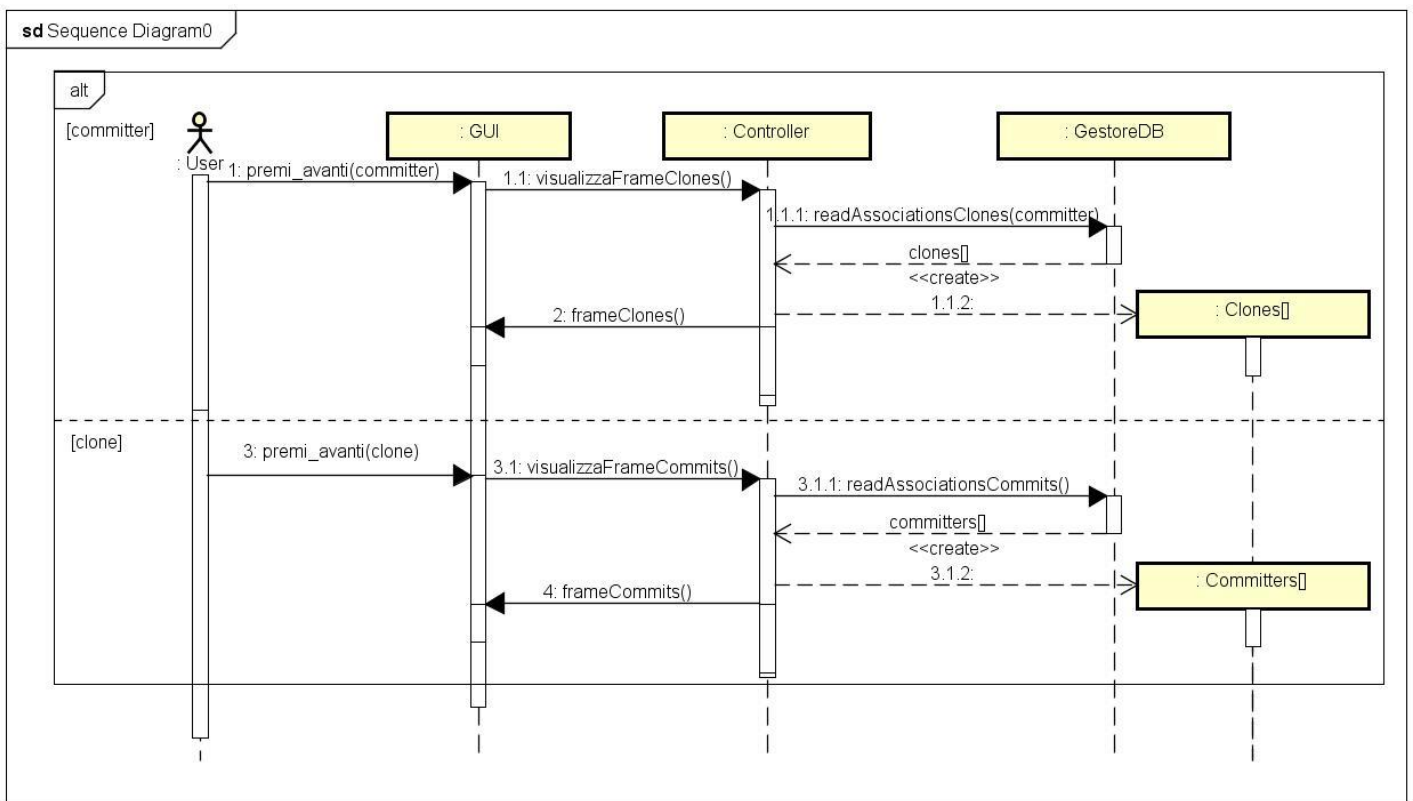 sd Sequence Diagram0
alt
[committer]
: User
: GUI
: Controller
: GestoreDB
1: premi_avanti(committer)
1.1: visualizzaFrameClones()
1.1.1: readAssociationsClones(committer)
clones[]
<<create>>
1.1.2:
: Clones[]
2: frameClones()
[clone]
3: premi_avanti(clone)
3.1: visualizzaFrameCommits()
3.1.1: readAssociationsCommits()
committers[]
<<create>>
3.1.2:
: Committers[]
4: frameCommits()